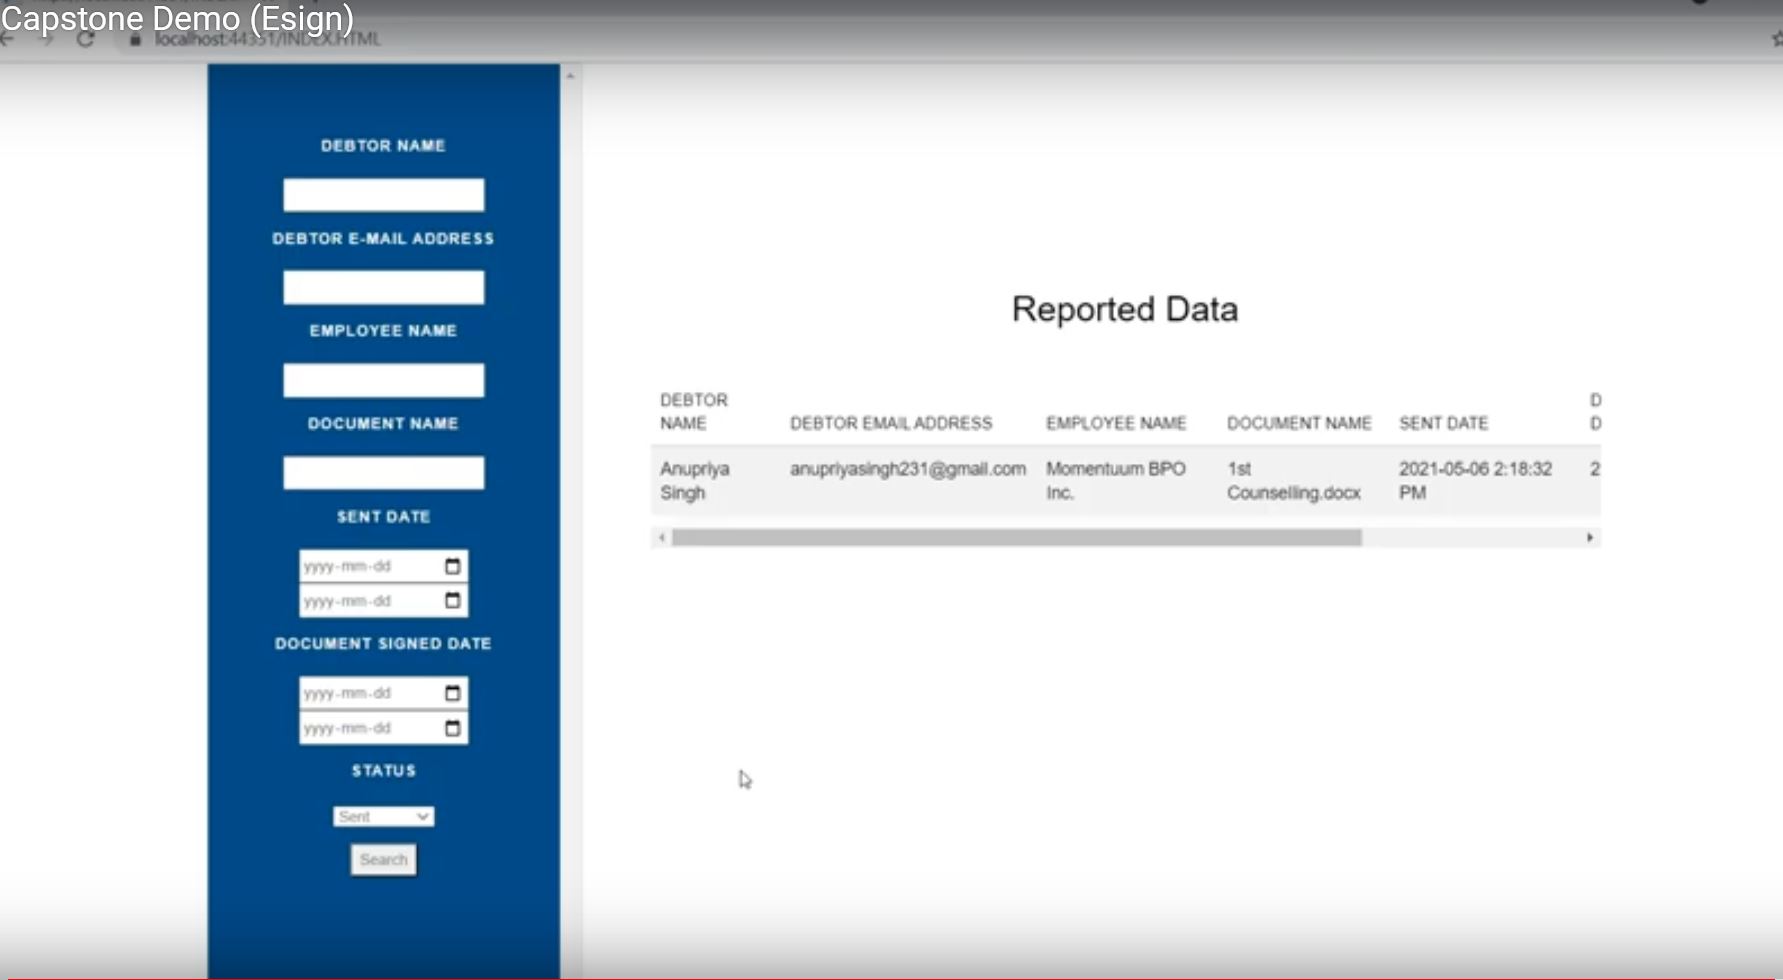 Capstone Demo (Esign)
localhost:44351/INDEX.HTML
DEBTOR NAME
DEBTOR E-MAIL ADDRESS
EMPLOYEE NAME
DOCUMENT NAME
SENT DATE
yyyy-mm-dd
yyyy-mm-dd
DOCUMENT SIGNED DATE
yyyy-mm-dd
yyyy-mm-dd
STATUS
Sent
Search
Reported Data
DEBTOR NAME DEBTOR EMAIL ADDRESS EMPLOYEE NAME DOCUMENT NAME SENT DATE D D
Anupriya Singh anupriyasingh231@gmail.com Momentuum BPO Inc. 1st Counselling.docx 2021-05-06 2:18:32 PM 2